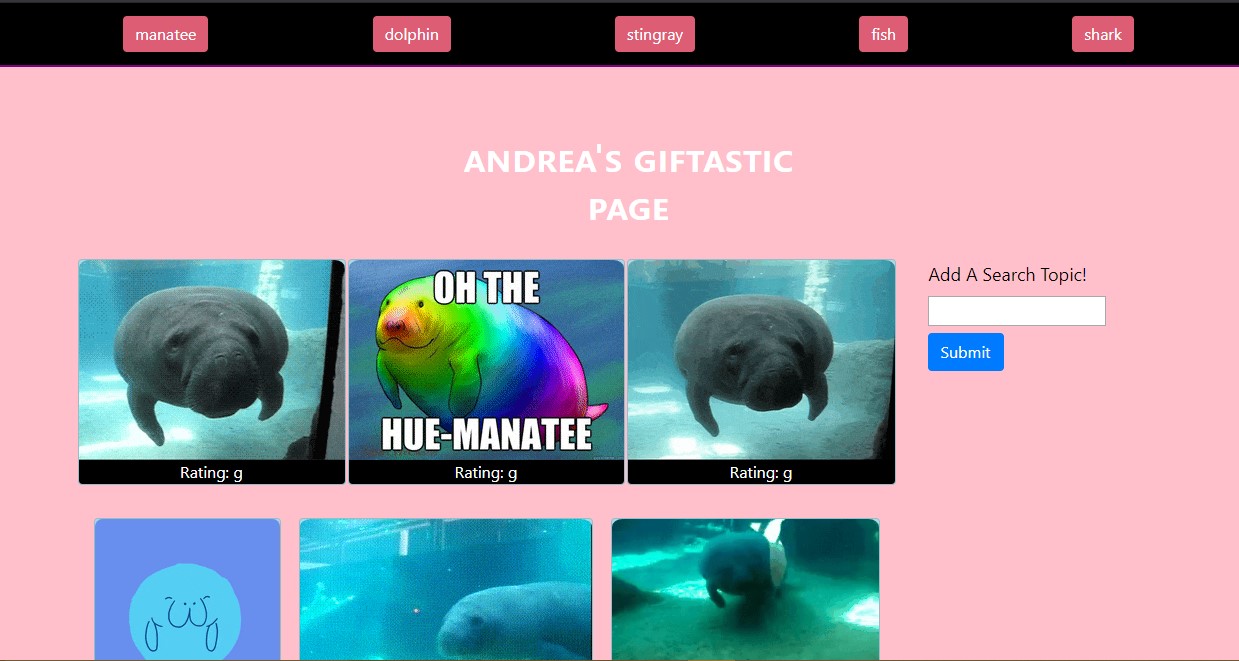 manatee dolphin stingray fish shark
ANDREA'S GIFTASTIC
PAGE
OH THE
HUE-MANATEE
Rating: g Rating: g Rating: g
Add A Search Topic!
Submit